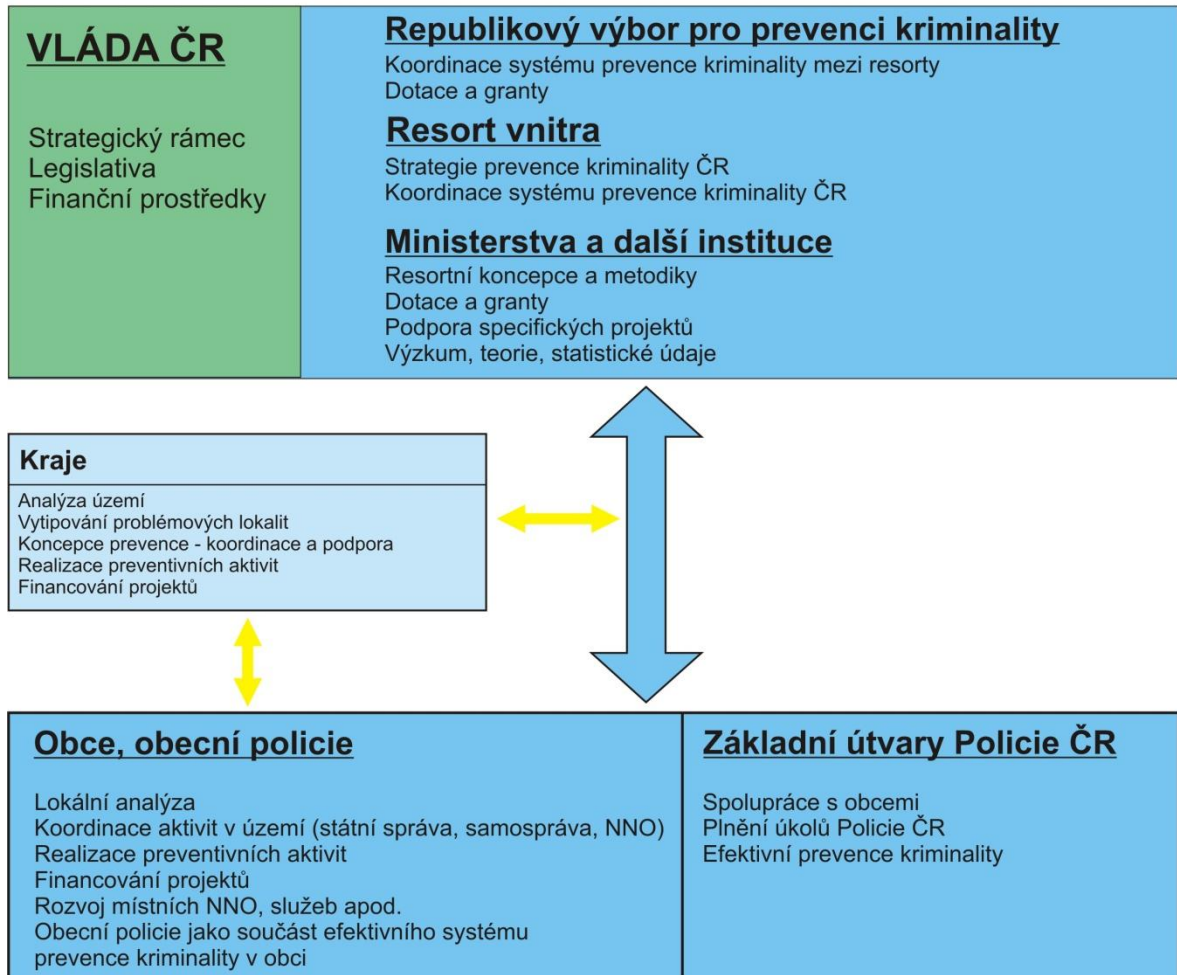 VLÁDA ČR
Strategický rámec
Legislativa
Finanční prostředky
Republikový výbor pro prevenci kriminality
Koordinace systému prevence kriminality mezi resorty
Dotace a granty
Resort vnitra
Strategie prevence kriminality ČR
Koordinace systému prevence kriminality ČR
Ministerstva a další instituce
Resortní koncepce a metodiky
Dotace a granty
Podpora specifických projektů
Výzkum, teorie, statistické údaje
Kraje
Analýza území
Vytipování problémových lokalit
Koncepce prevence - koordinace a podpora
Realizace preventivních aktivit
Financování projektů
Obce, obecní policie
Lokální analýza
Koordinace aktivit v území (státní správa, samospráva, NNO)
Realizace preventivních aktivit
Financování projektů
Rozvoj místních NNO, služeb apod.
Obecní policie jako součást efektivního systému
prevence kriminality v obci
Základní útvary Policie ČR
Spolupráce s obcemi
Plnění úkolů Policie ČR
Efektivní prevence kriminality